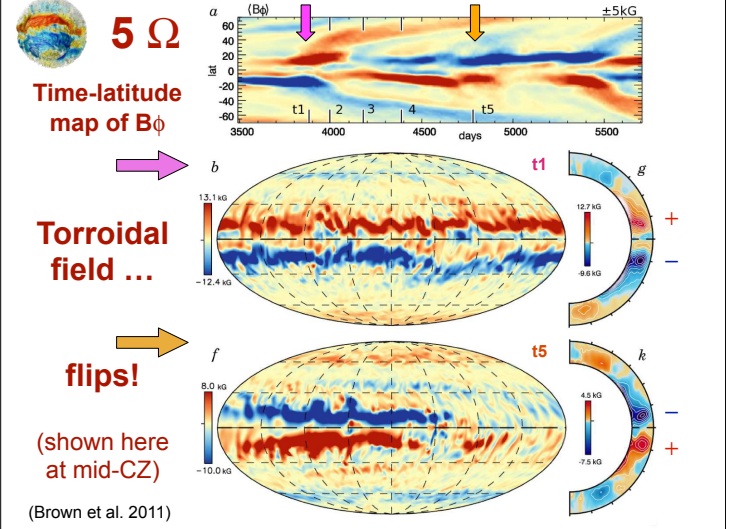 5 Ω
Time-latitude
map of Bϕ
Torroidal
field …
flips!
(shown here
at mid-CZ)
(Brown et al. 2011)
a
⟨Bϕ⟩
±5kG
60
40
20
0
-20
-40
-60
lat
t1
2
3
4
t5
3500
4000
4500
5000
5500
days
b
t1
g
13.1 kG
−12.4 kG
12.7 kG
-9.6 kG
+
−
f
t5
k
8.0 kG
-10.0 kG
4.5 kG
-7.5 kG
−
+